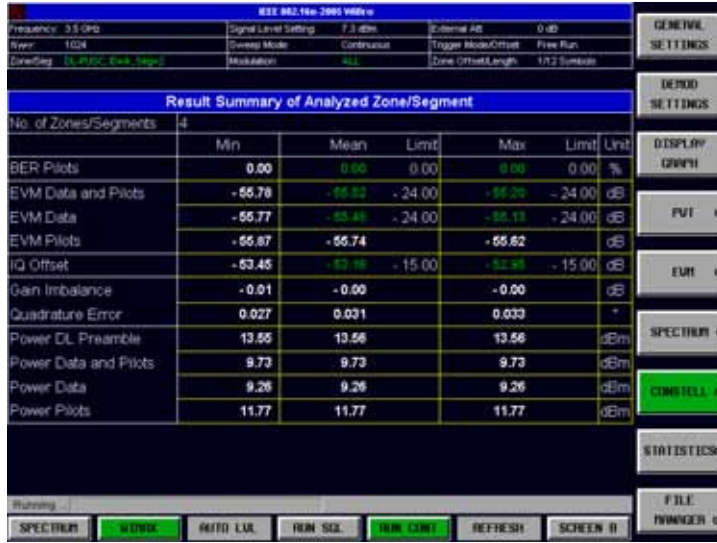 IEEE 802.16e-2005 WiBro
Frequency: 3.5 GHz Signal Level Setting 7.3 dBm External Att 0 dB
NFFT: 1024 Sweep Mode Continuous Trigger Mode/Offset Free Run
Zone/Seg Modulation ALL Zone Offset/Length 1/12 Symbols
Result Summary of Analyzed Zone/Segment
No. of Zones/Segments 4
Min Mean Limit Max Limit Unit
BER Pilots 0.00 0.00 0.00 0.00 0.00 %
EVM Data and Pilots - 24.00 - 24.00 dB
EVM Data - 24.00 - 24.00 dB
EVM Pilots - 55.74 - 55.62 dB
IQ Offset - 53.45 - 15.00 - 15.00 dB
Gain Imbalance - 0.01 - 0.00 - 0.00 dB
Quadrature Error 0.027 0.031 0.033 °
Power DL Preamble 13.56 13.56 dBm
Power Data and Pilots 9.73 9.73 9.73 dBm
Power Data 9.26 9.26 9.26 dBm
Power Pilots 11.77 11.77 11.77 dBm
Running ...
SPECTRUM WIMAX AUTO LVL RUN SGL RUN CONT REFRESH SCREEN B
GENERAL
SETTINGS
DEMOD
SETTINGS
DISPLAY
GRAPH
PVT
EVM
SPECTRUM
CONSTELL
STATISTICS
FILE
MANAGER